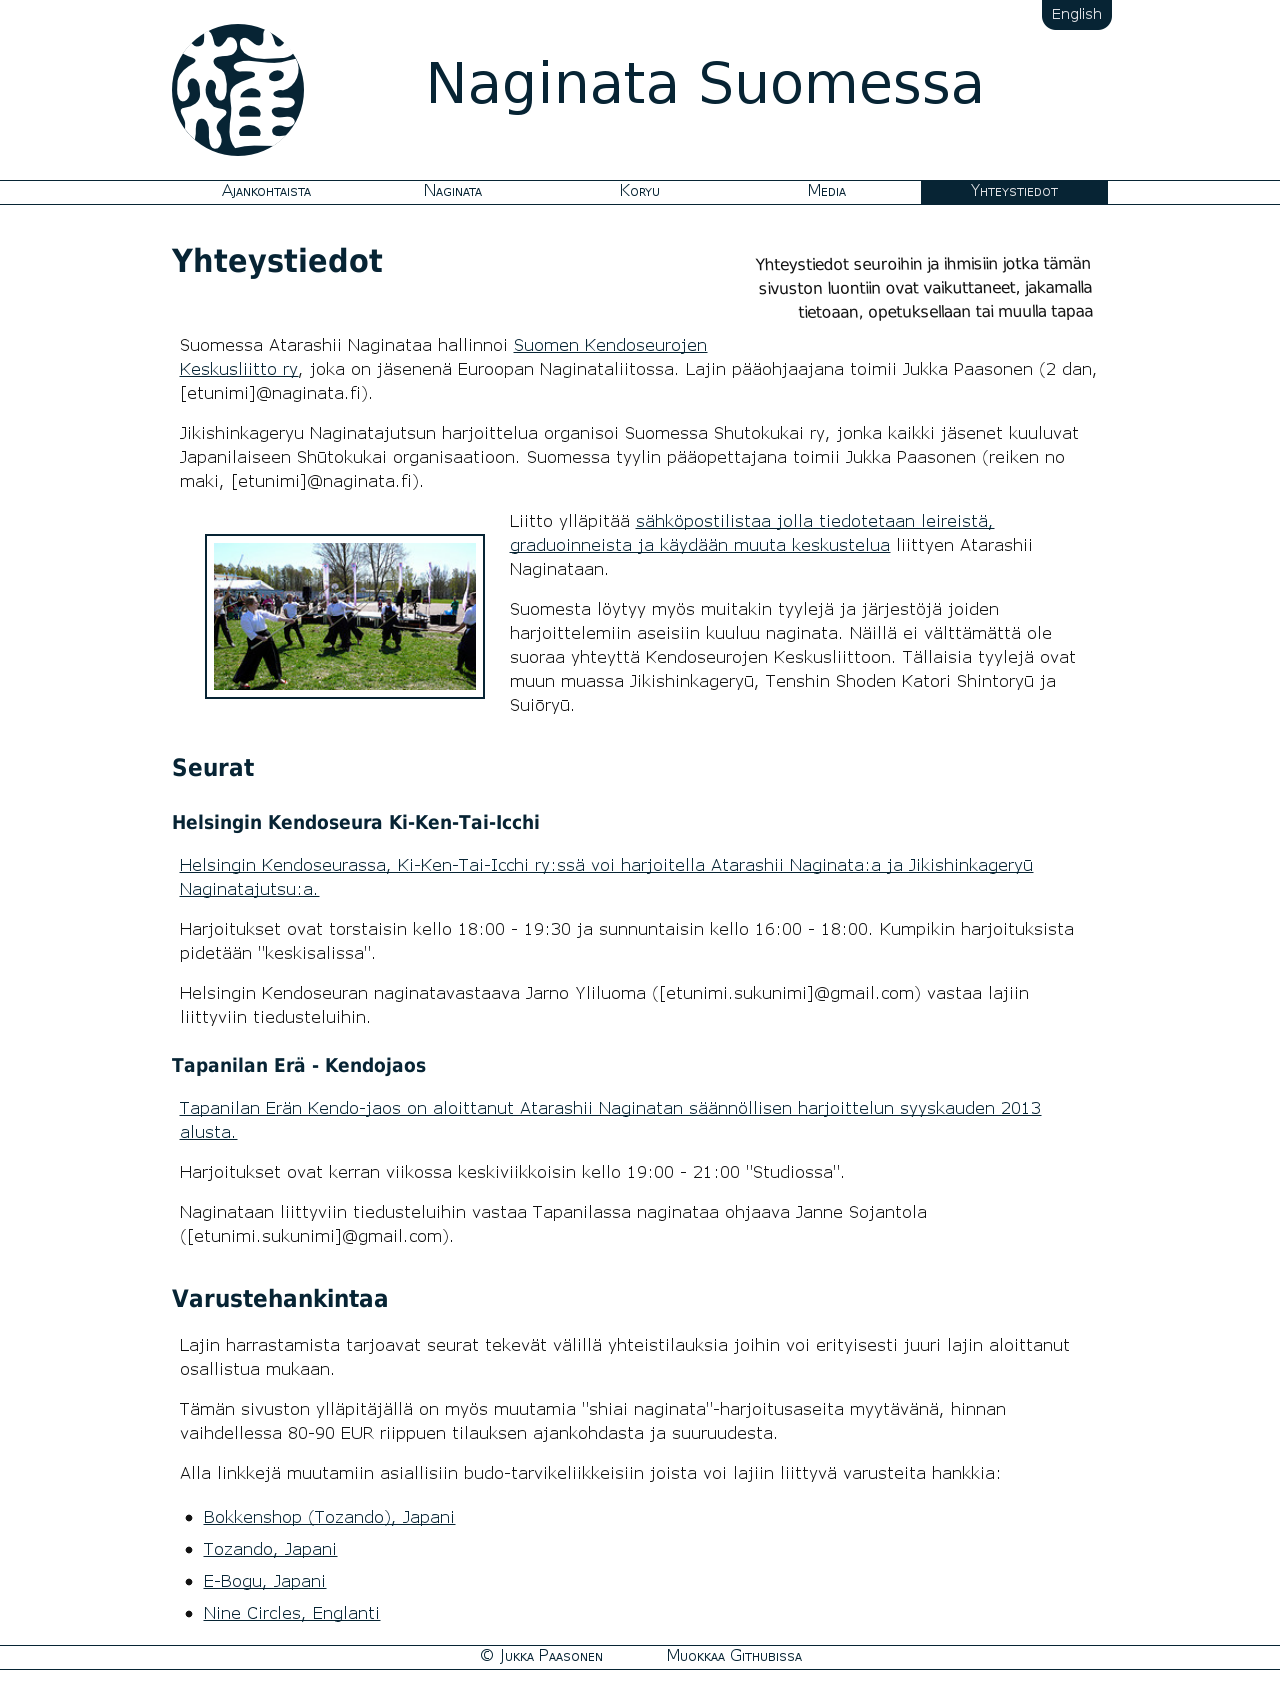 English
Naginata Suomessa
Ajankohtaista Naginata Koryu Media Yhteystiedot
Yhteystiedot
Yhteystiedot seuroihin ja ihmisiin jotka tämän
sivuston luontiin ovat vaikuttaneet, jakamalla
tietoaan, opetuksellaan tai muulla tapaa
Suomessa Atarashii Naginataa hallinnoi Suomen Kendoseurojen
Keskusliitto ry, joka on jäsenenä Euroopan Naginataliitossa. Lajin pääohjaajana toimii Jukka Paasonen (2 dan,
[etunimi]@naginata.fi).
Jikishinkageryu Naginatajutsun harjoittelua organisoi Suomessa Shutokukai ry, jonka kaikki jäsenet kuuluvat
Japanilaiseen Shūtokukai organisaatioon. Suomessa tyylin pääopettajana toimii Jukka Paasonen (reiken no
maki, [etunimi]@naginata.fi).
Liitto ylläpitää sähköpostilistaa jolla tiedotetaan leireistä,
graduoinneista ja käydään muuta keskustelua liittyen Atarashii
Naginataan.
Suomesta löytyy myös muitakin tyylejä ja järjestöjä joiden
harjoittelemiin aseisiin kuuluu naginata. Näillä ei välttämättä ole
suoraa yhteyttä Kendoseurojen Keskusliittoon. Tällaisia tyylejä ovat
muun muassa Jikishinkageryū, Tenshin Shoden Katori Shintoryū ja
Suiōryū.
Seurat
Helsingin Kendoseura Ki-Ken-Tai-Icchi
Helsingin Kendoseurassa, Ki-Ken-Tai-Icchi ry:ssä voi harjoitella Atarashii Naginata:a ja Jikishinkageryū
Naginatajutsu:a.
Harjoitukset ovat torstaisin kello 18:00 - 19:30 ja sunnuntaisin kello 16:00 - 18:00. Kumpikin harjoituksista
pidetään "keskisalissa".
Helsingin Kendoseuran naginatavastaava Jarno Yliluoma ([etunimi.sukunimi]@gmail.com) vastaa lajiin
liittyviin tiedusteluihin.
Tapanilan Erä - Kendojaos
Tapanilan Erän Kendo-jaos on aloittanut Atarashii Naginatan säännöllisen harjoittelun syyskauden 2013
alusta.
Harjoitukset ovat kerran viikossa keskiviikkoisin kello 19:00 - 21:00 "Studiossa".
Naginataan liittyviin tiedusteluihin vastaa Tapanilassa naginataa ohjaava Janne Sojantola
([etunimi.sukunimi]@gmail.com).
Varustehankintaa
Lajin harrastamista tarjoavat seurat tekevät välillä yhteistilauksia joihin voi erityisesti juuri lajin aloittanut
osallistua mukaan.
Tämän sivuston ylläpitäjällä on myös muutamia "shiai naginata"-harjoitusaseita myytävänä, hinnan
vaihdellessa 80-90 EUR riippuen tilauksen ajankohdasta ja suuruudesta.
Alla linkkejä muutamiin asiallisiin budo-tarvikeliikkeisiin joista voi lajiin liittyvä varusteita hankkia:
• Bokkenshop (Tozando), Japani
• Tozando, Japani
• E-Bogu, Japani
• Nine Circles, Englanti
© Jukka Paasonen Muokkaa Githubissa